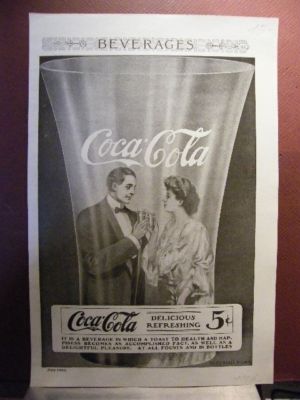 BEVERAGES
Coca-Cola
Coca-Cola DELICIOUS REFRESHING 5¢
IT IS A BEVERAGE IN WHICH A TOAST TO HEALTH AND HAP-
PINESS BECOMES AN ACCOMPLISHED FACT, AS WELL AS A
DELIGHTFUL PLEASURE. AT ALL FOUNTS AND IN BOTTLES